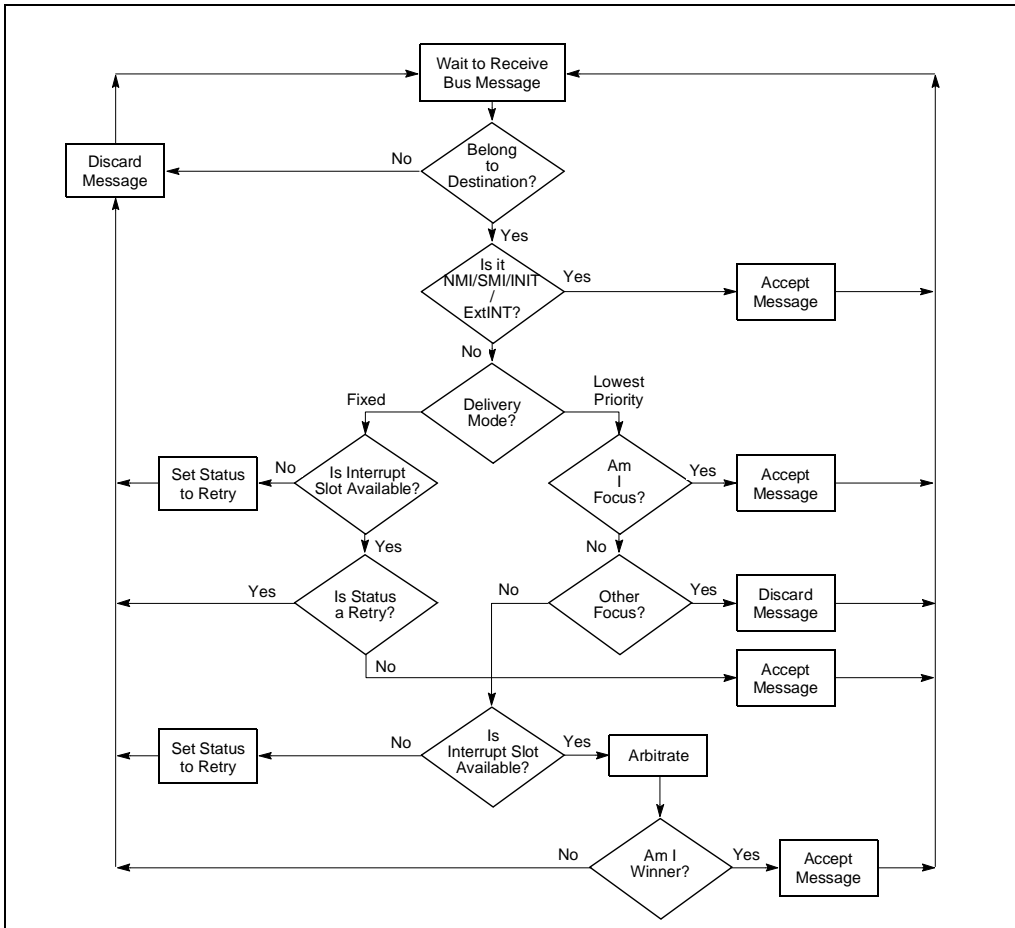 Wait to Receive
Bus Message
Belong
to
Destination?
No
Discard
Message
Yes
Is it
NMI/SMI/INIT
/
ExtINT?
Yes
Accept
Message
No
Delivery
Mode?
Fixed
Lowest
Priority
Is Interrupt
Slot Available?
No
Set Status
to Retry
Am
I
Focus?
Yes
Accept
Message
Yes
No
Is Status
a Retry?
Yes
Other
Focus?
No
Yes
Discard
Message
No
Accept
Message
Is
Interrupt Slot
Available?
No
Set Status
to Retry
Yes
Arbitrate
Am I
Winner?
No
Yes
Accept
Message